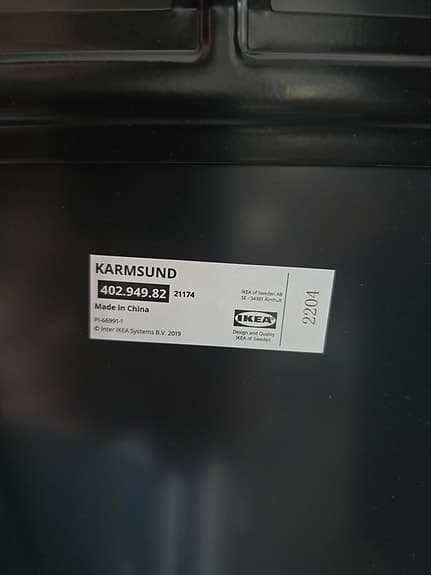 KARMSUND
402.949.82 21174
Made in China
PI-66991-1
© Inter IKEA Systems B.V. 2019
IKEA of Sweden AB
SE - 34381 Älmhult
IKEA
Design and Quality
IKEA of Sweden
2204